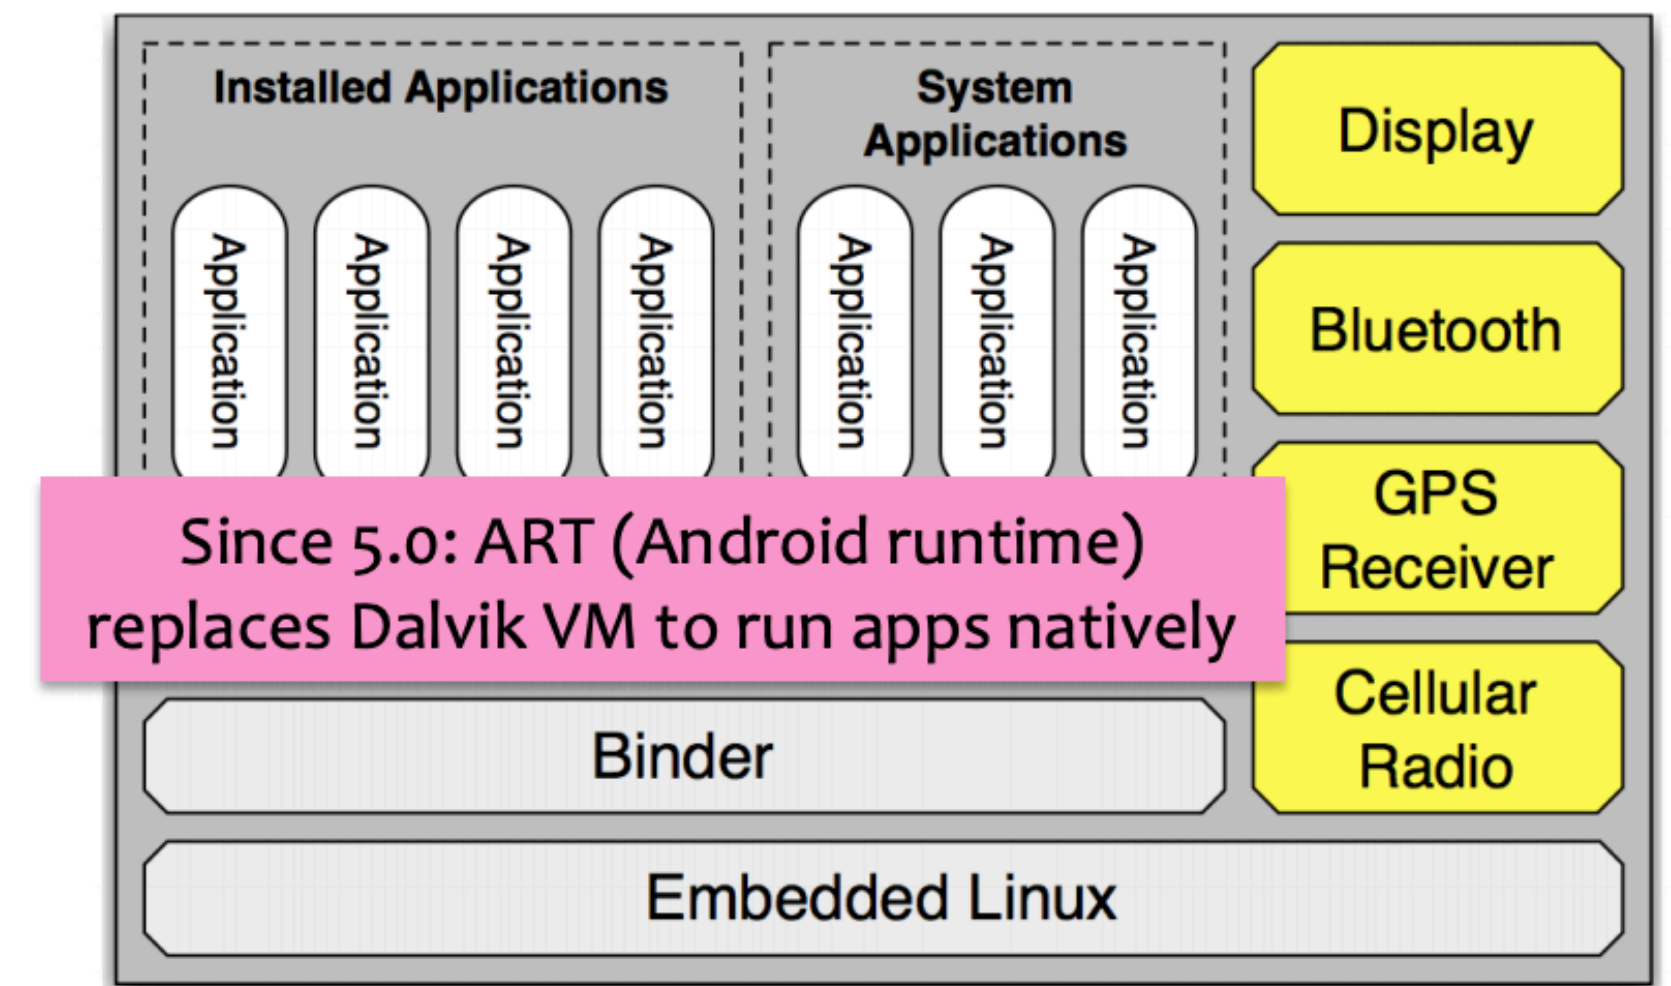 Installed Applications
System
Applications
Application
Application
Application
Application
Application
Application
Application
Display
Bluetooth
GPS
Receiver
Cellular
Radio
Since 5.0: ART (Android runtime)
replaces Dalvik VM to run apps natively
Binder
Embedded Linux